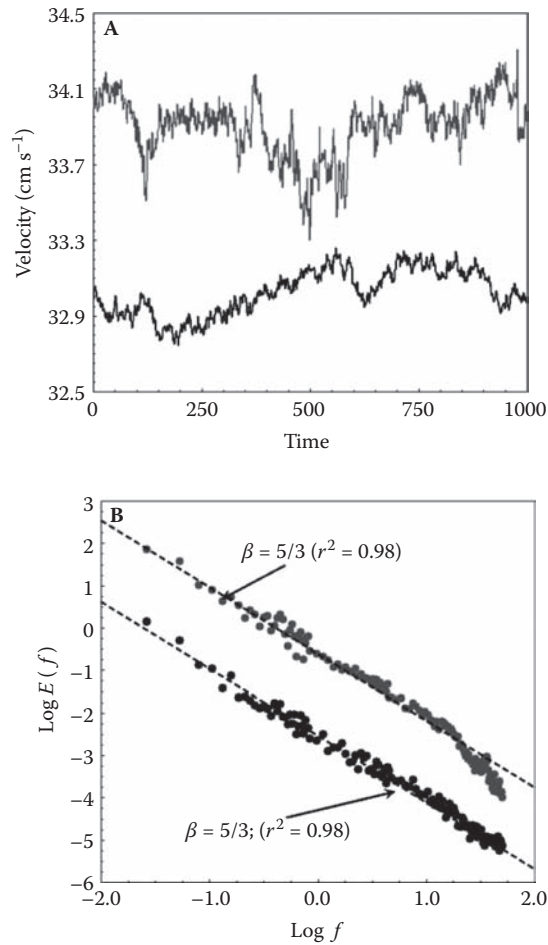 A
34.5
34.1
33.7
33.3
32.9
32.5
Velocity (cm s⁻¹)
0 250 500 750 1000
Time
B
3
2
1
0
−1
−2
−3
−4
−5
−6
Log E (f)
β = 5/3 (r² = 0.98)
β = 5/3; (r² = 0.98)
−2.0 −1.0 0.0 1.0 2.0
Log f